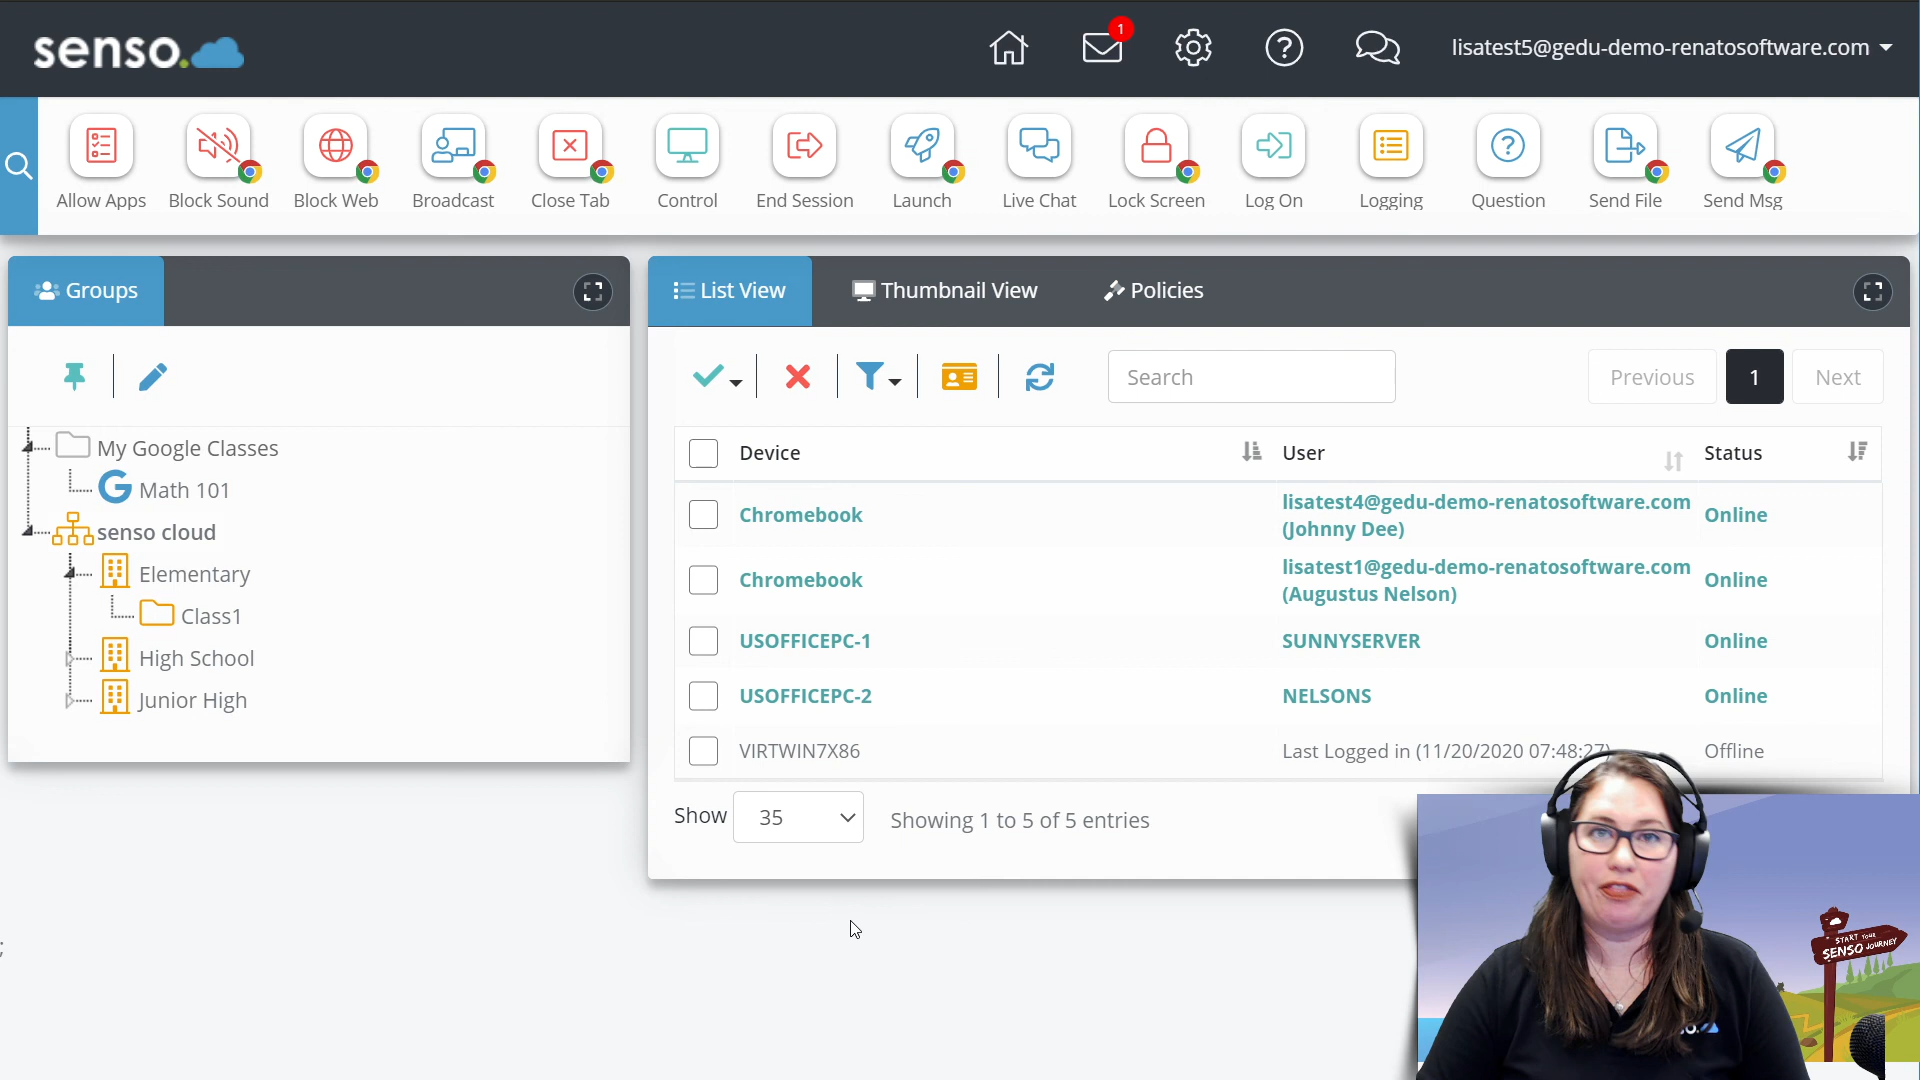 senso.
1
lisatest5@gedu-demo-renatosoftware.com
Allow Apps
Block Sound
Block Web
Broadcast
Close Tab
Control
End Session
Launch
Live Chat
Lock Screen
Log On
Logging
Question
Send File
Send Msg
Groups
List View
Thumbnail View
Policies
Search
Previous
1
Next
My Google Classes
Math 101
senso cloud
Elementary
Class1
High School
Junior High
Device
User
Status
Chromebook
lisatest4@gedu-demo-renatosoftware.com
(Johnny Dee)
Online
Chromebook
lisatest1@gedu-demo-renatosoftware.com
(Augustus Nelson)
Online
USOFFICEPC-1
SUNNYSERVER
Online
USOFFICEPC-2
NELSONS
Online
VIRTWIN7X86
Last Logged in (11/20/2020 07:48:27)
Offline
Show
35
Showing 1 to 5 of 5 entries
;
START YOUR
SENSO JOURNEY